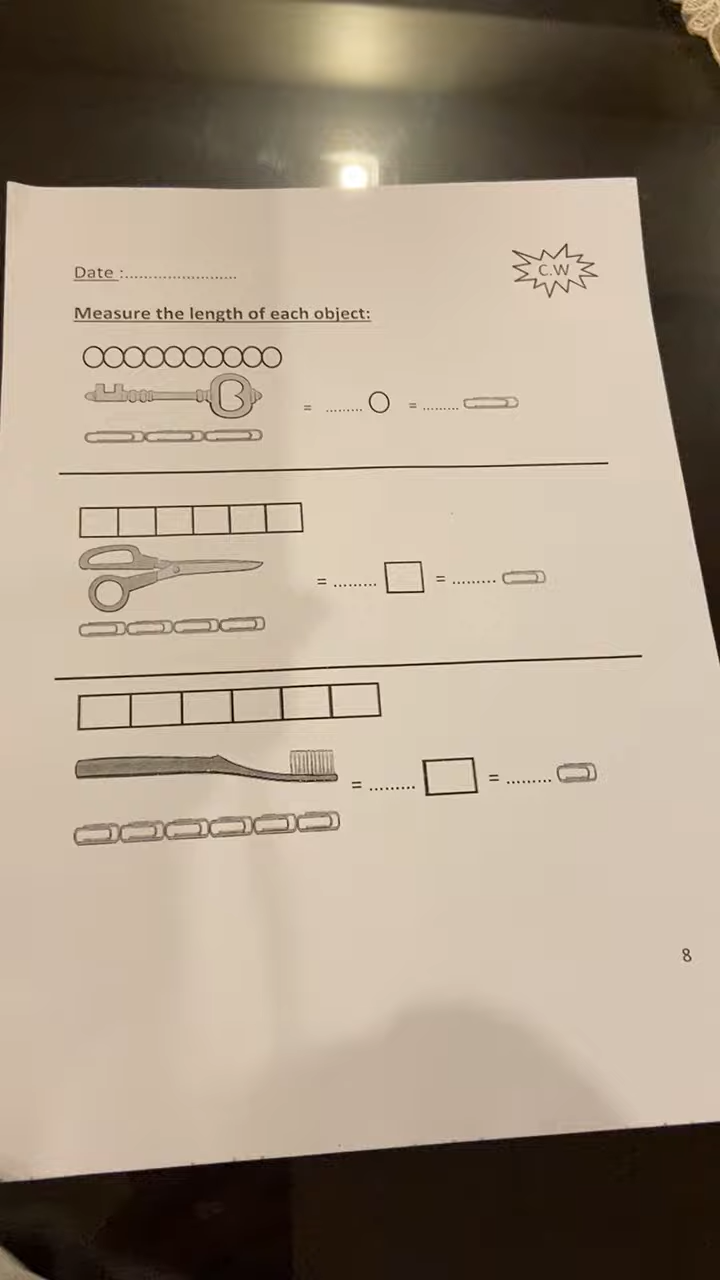 Date :.......................
C.W
Measure the length of each object:
= ......... = .........
= ......... = .........
= ......... = .........
8